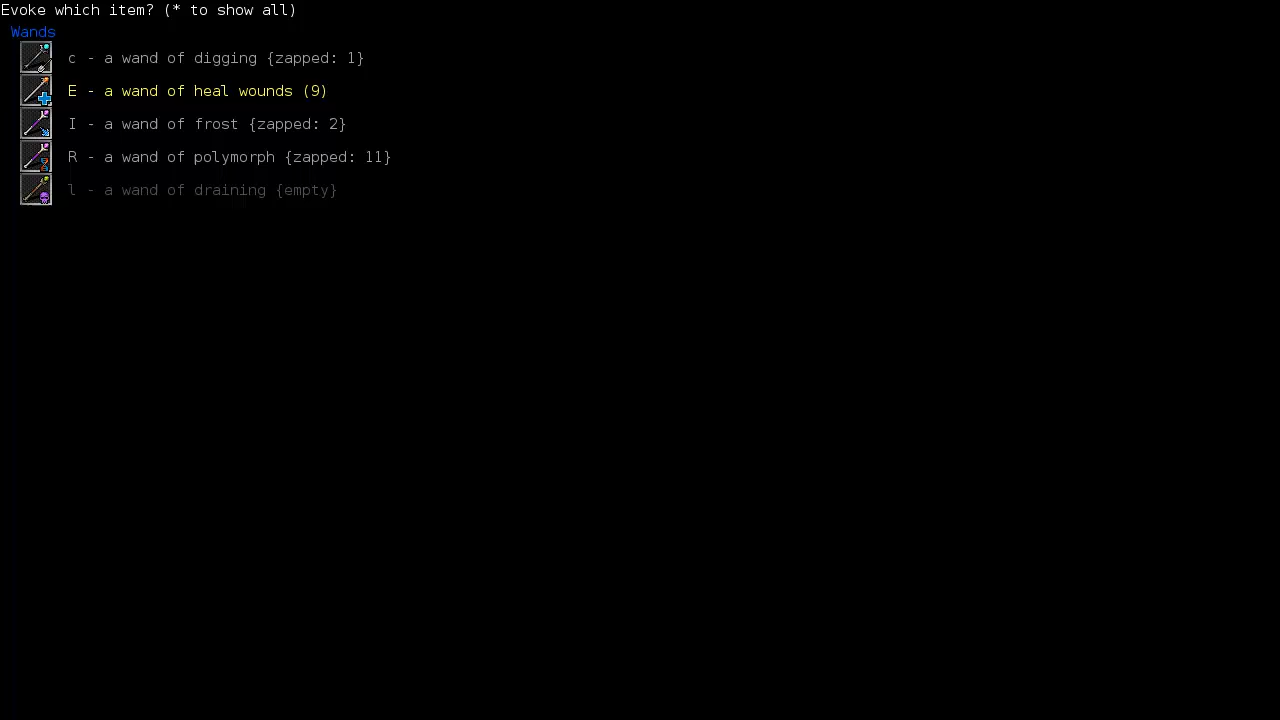 Evoke which item? (* to show all)
Wands
c - a wand of digging {zapped: 1}
E - a wand of heal wounds (9)
I - a wand of frost {zapped: 2}
R - a wand of polymorph {zapped: 11}
l - a wand of draining {empty}